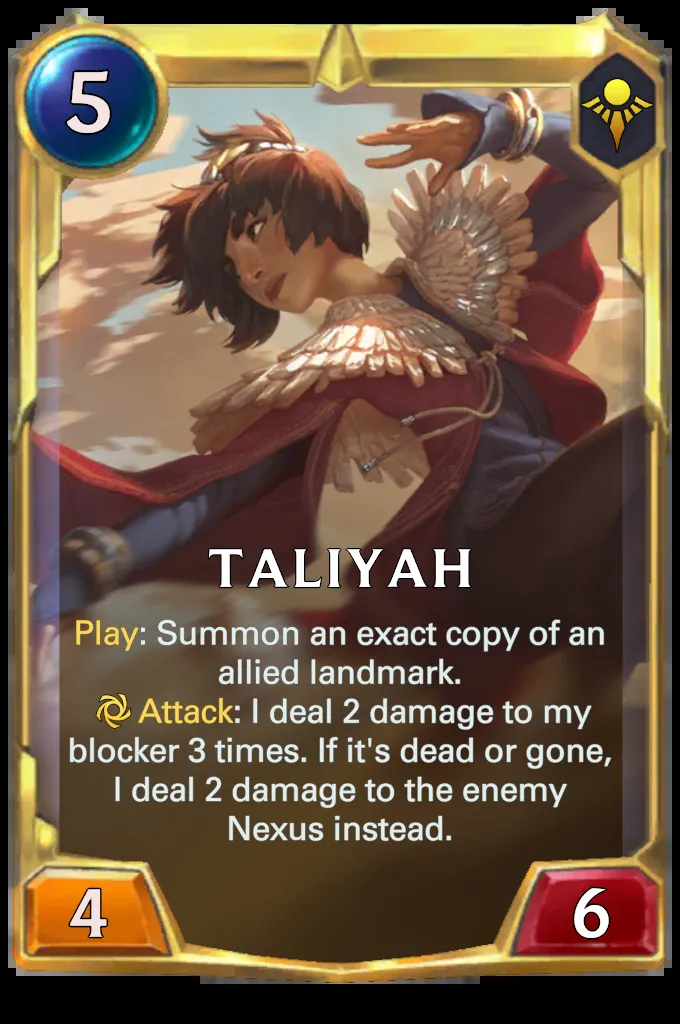 5
TALIYAH
Play: Summon an exact copy of an
allied landmark.
Attack: I deal 2 damage to my
blocker 3 times. If it's dead or gone,
I deal 2 damage to the enemy
Nexus instead.
4
6